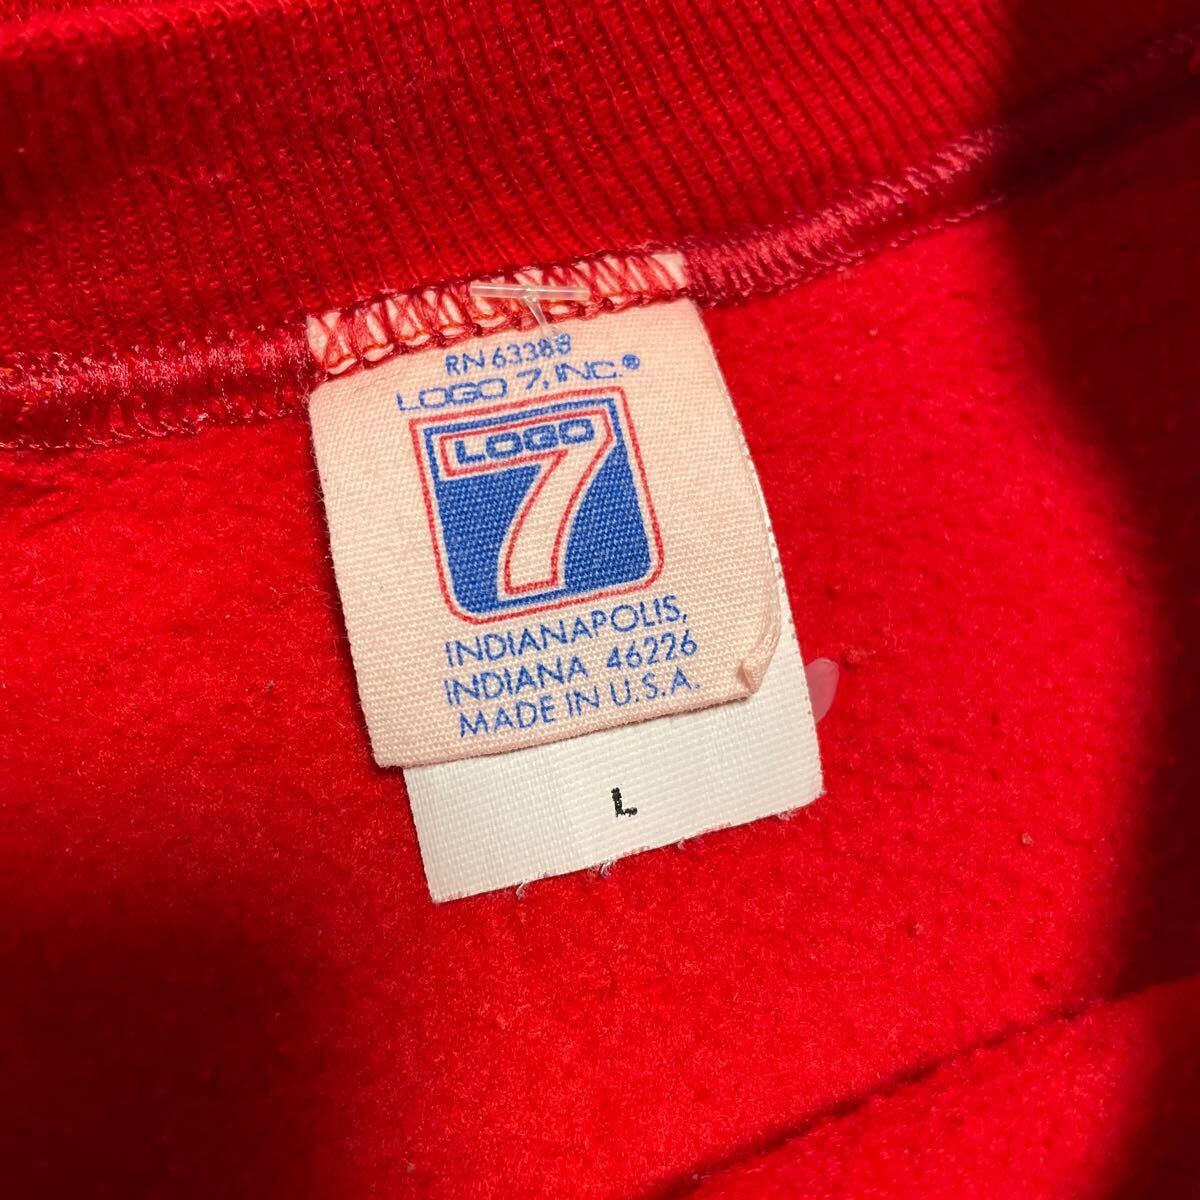 RN 63388
LOGO 7, INC.®
LOGO
7
INDIANAPOLIS,
INDIANA 46226
MADE IN U.S.A.
L